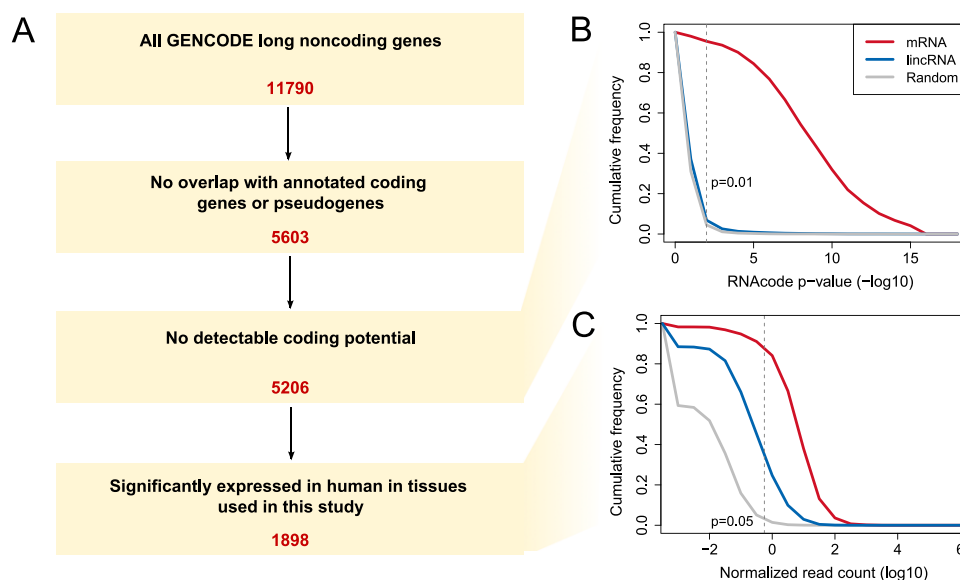 A
All GENCODE long noncoding genes
11790
No overlap with annotated coding
genes or pseudogenes
5603
No detectable coding potential
5206
Significantly expressed in human in tissues
used in this study
1898
B
mRNA
lincRNA
Random
Cumulative frequency
0.0 0.2 0.4 0.6 0.8 1.0
p=0.01
0 5 10 15
RNAcode p−value (−log10)
C
Cumulative frequency
0.0 0.2 0.4 0.6 0.8 1.0
p=0.05
−2 0 2 4 6
Normalized read count (log10)